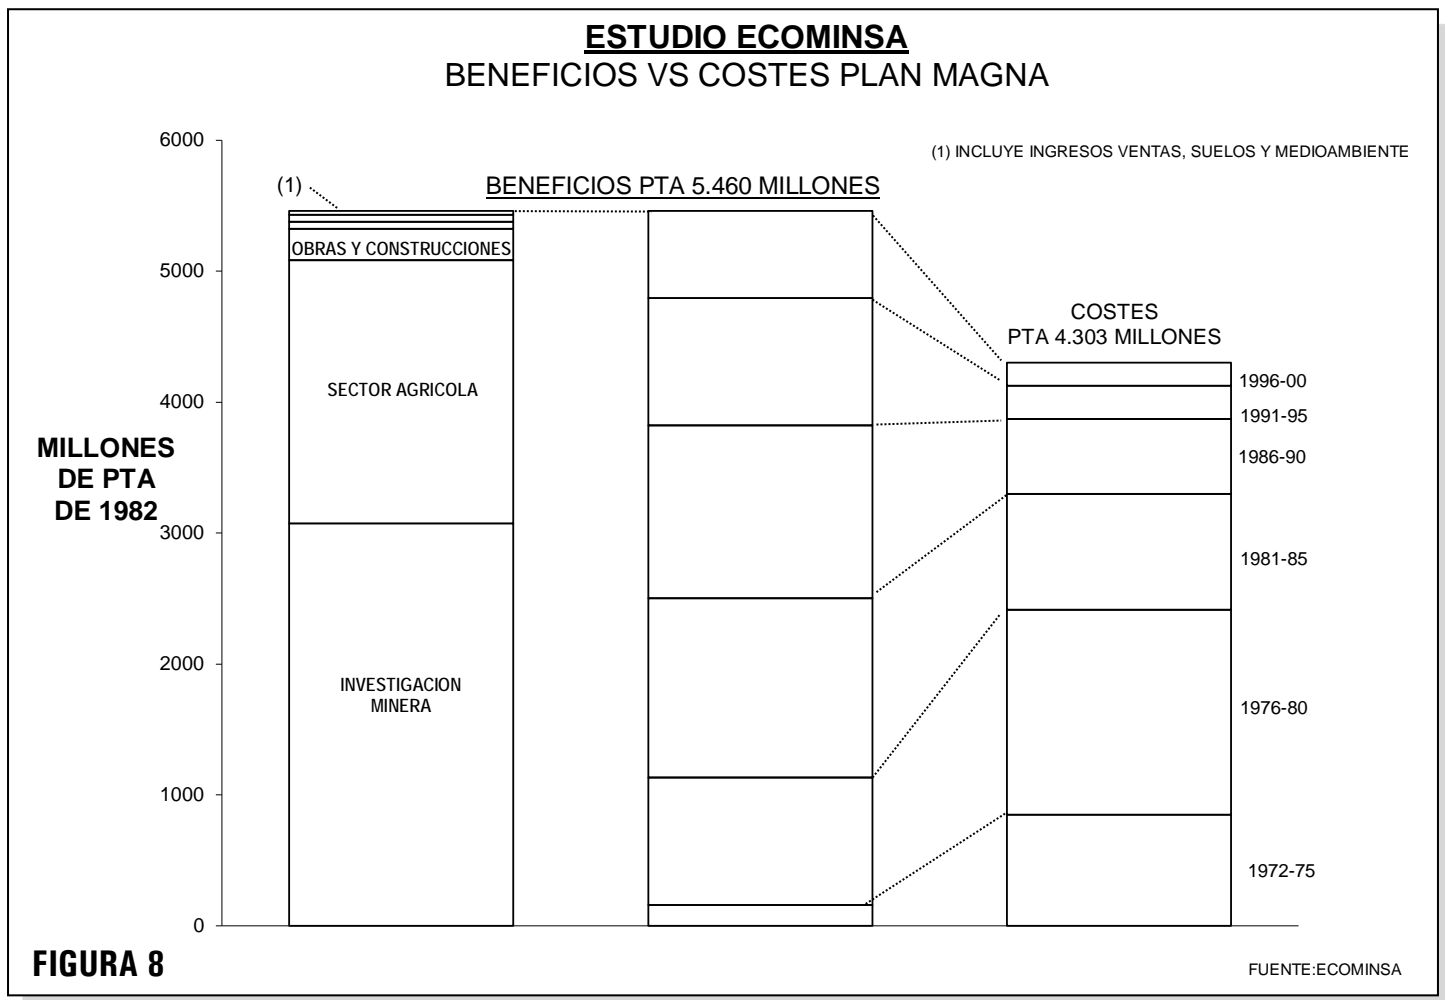 ESTUDIO ECOMINSA
BENEFICIOS VS COSTES PLAN MAGNA
(1) INCLUYE INGRESOS VENTAS, SUELOS Y MEDIOAMBIENTE
6000
(1)
BENEFICIOS PTA 5.460 MILLONES
OBRAS Y CONSTRUCCIONES
5000
COSTES
PTA 4.303 MILLONES
1996-00
SECTOR AGRICOLA
4000
1991-95
MILLONES
DE PTA
DE 1982
1986-90
3000
1981-85
2000
INVESTIGACION
MINERA
1976-80
1000
1972-75
0
FIGURA 8
FUENTE:ECOMINSA